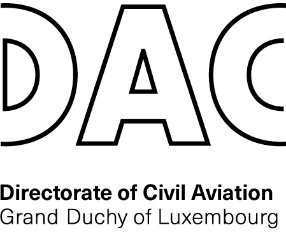 DAC
Directorate of Civil Aviation
Grand Duchy of Luxembourg